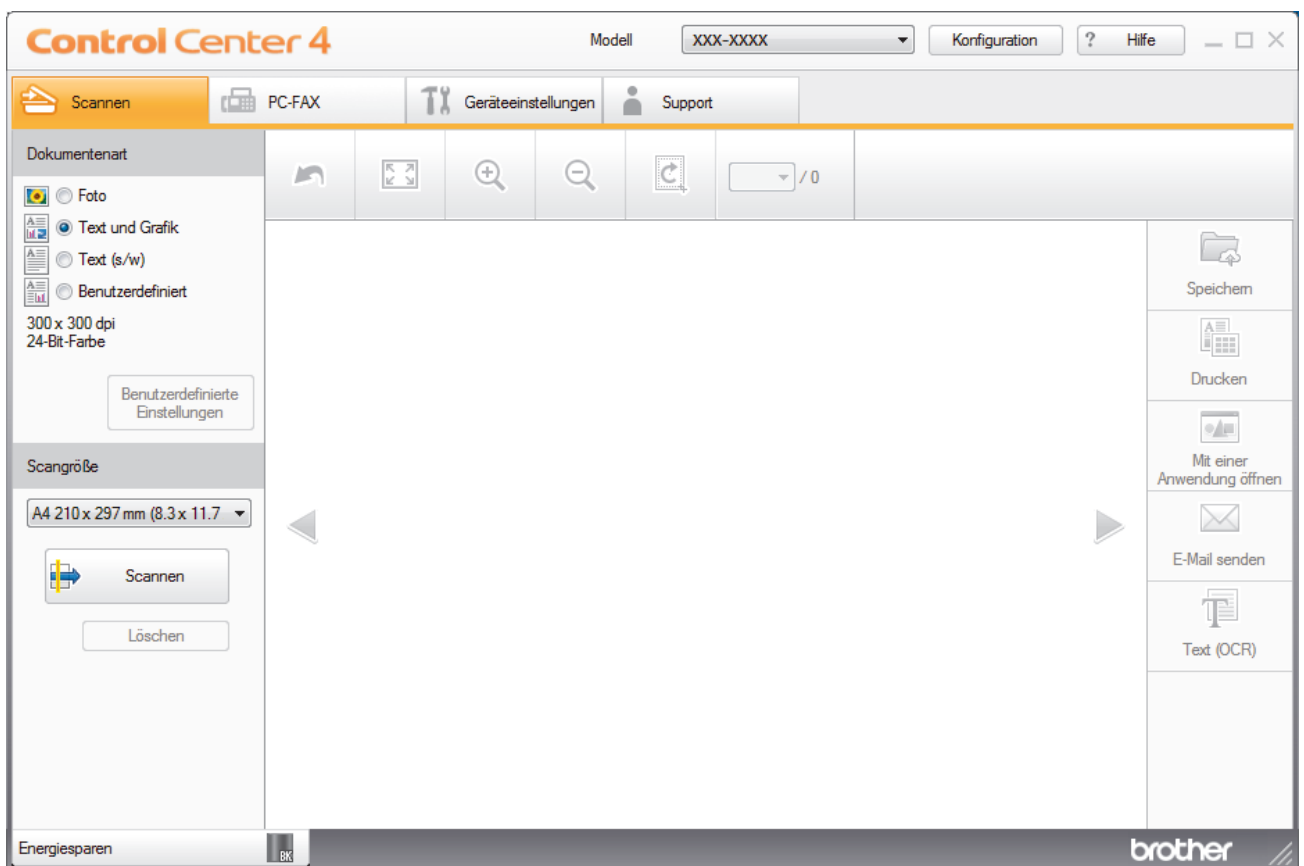 Control Center 4
Modell
XXX-XXXX
Konfiguration
?
Hilfe
Scannen
PC-FAX
Geräteeinstellungen
Support
Dokumentenart
/ 0
Foto
Text und Grafik
Text (s/w)
Benutzerdefiniert
300 x 300 dpi
24-Bit-Farbe
Benutzerdefinierte
Einstellungen
Scangröße
A4 210 x 297 mm (8.3 x 11.7
Scannen
Löschen
Speichern
Drucken
Mit einer
Anwendung öffnen
E-Mail senden
Text (OCR)
Energiesparen
BK
brother